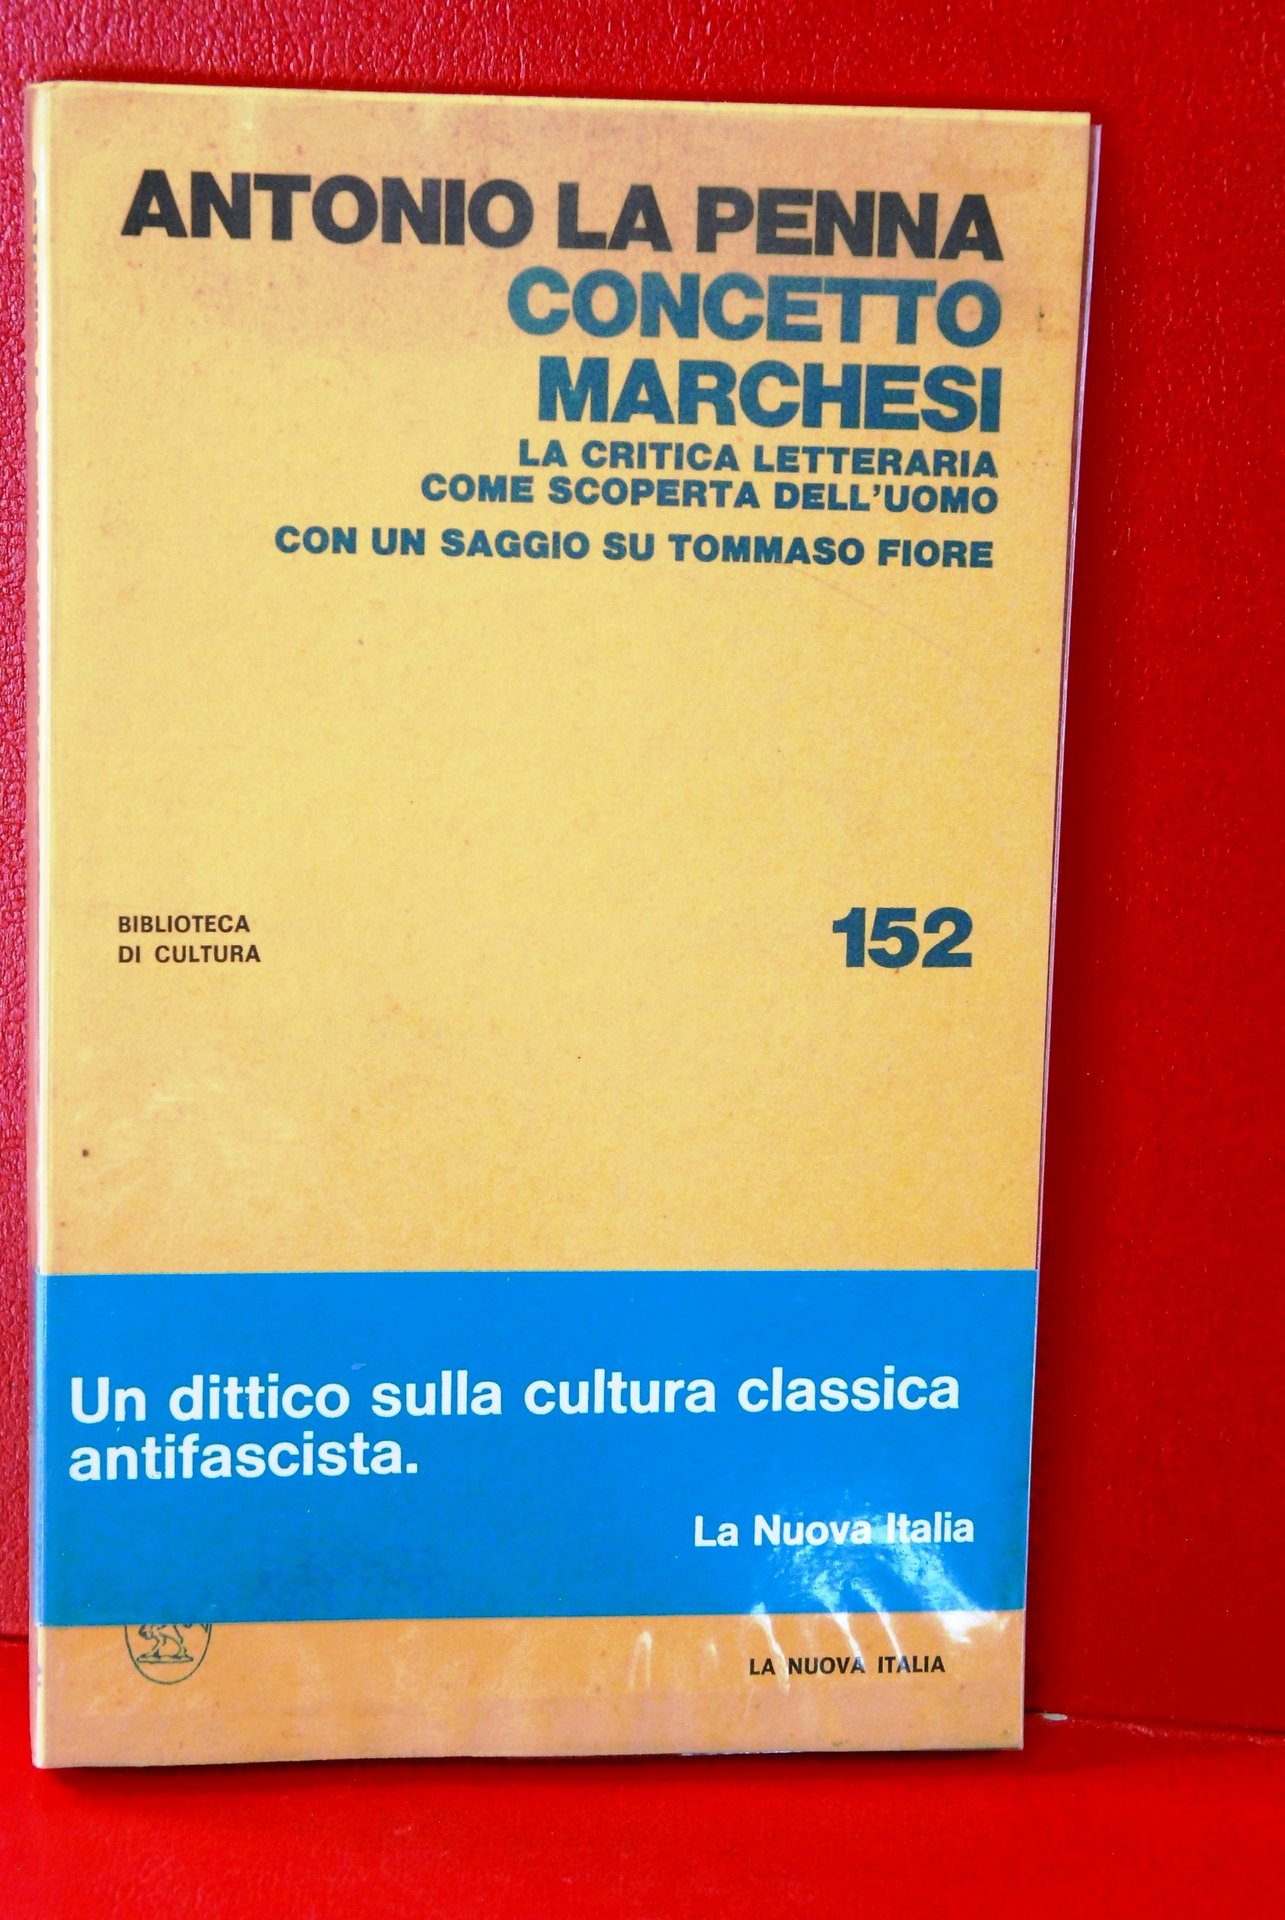 ANTONIO LA PENNA
CONCETTO
MARCHESI
LA CRITICA LETTERARIA
COME SCOPERTA DELL'UOMO
CON UN SAGGIO SU TOMMASO FIORE
BIBLIOTECA
DI CULTURA
152
Un dittico sulla cultura classica
antifascista.
La Nuova Italia
LA NUOVA ITALIA